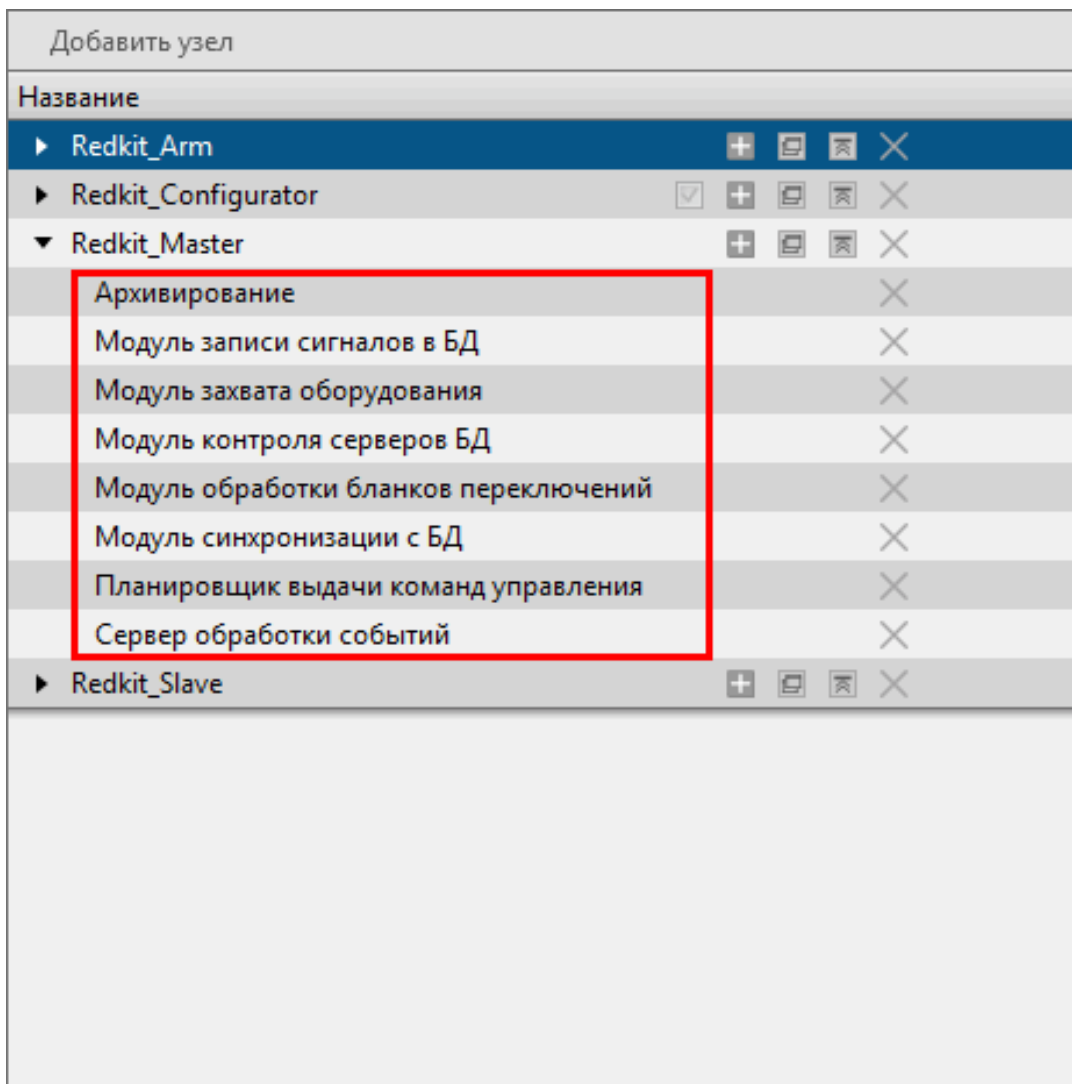 Добавить узел
Название
Redkit_Arm
Redkit_Configurator
Redkit_Master
Архивирование
Модуль записи сигналов в БД
Модуль захвата оборудования
Модуль контроля серверов БД
Модуль обработки бланков переключений
Модуль синхронизации с БД
Планировщик выдачи команд управления
Сервер обработки событий
Redkit_Slave